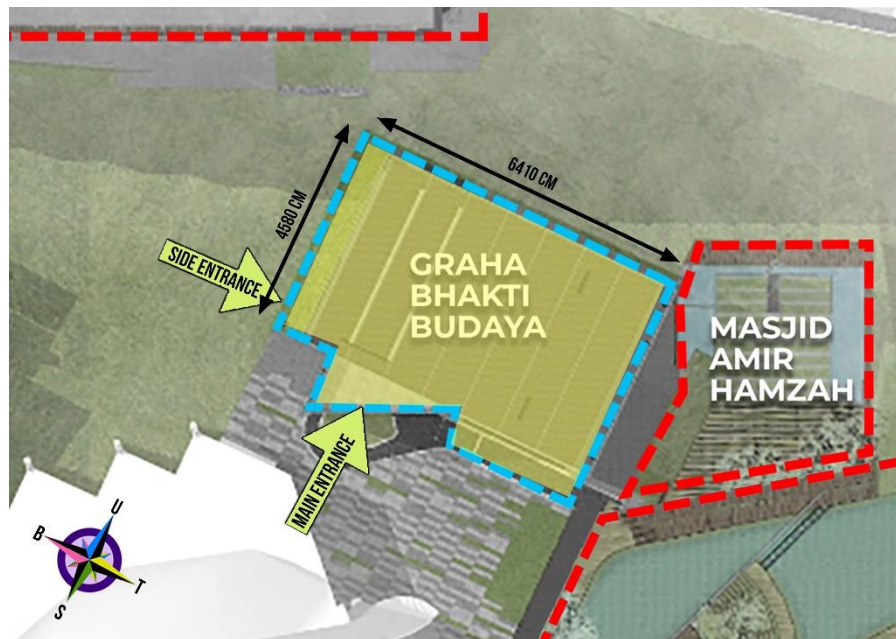 6410 CM
4580 CM
SIDE ENTRANCE
GRAHA
BHAKTI
BUDAYA
MASJID
AMIR
HAMZAH
MAIN ENTRANCE
U
B
T
S